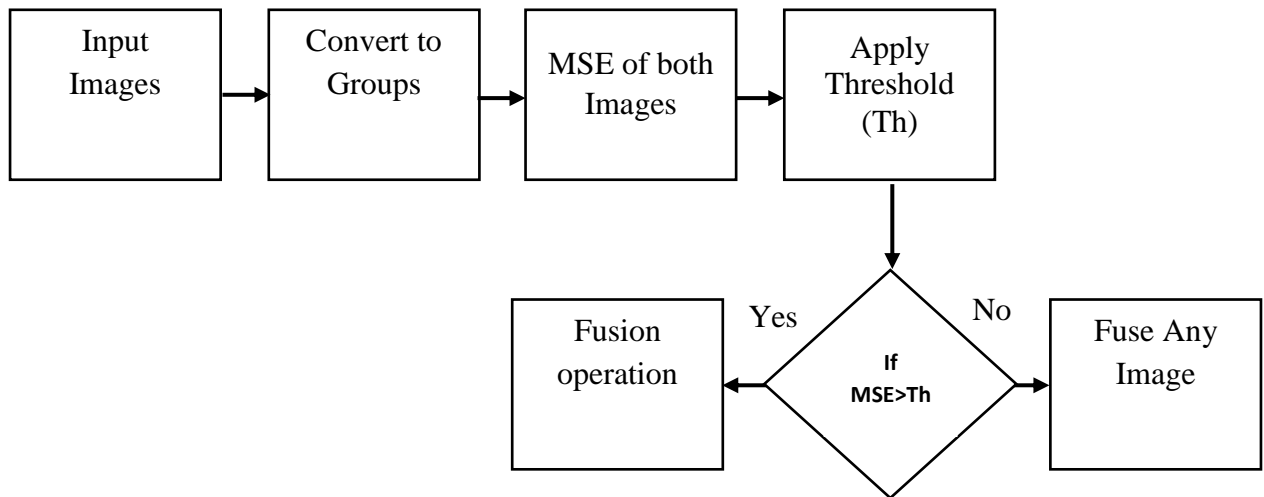 Input
Images
Convert to
Groups
MSE of both
Images
Apply
Threshold
(Th)
Yes
No
Fusion
operation
If
MSE>Th
Fuse Any
Image